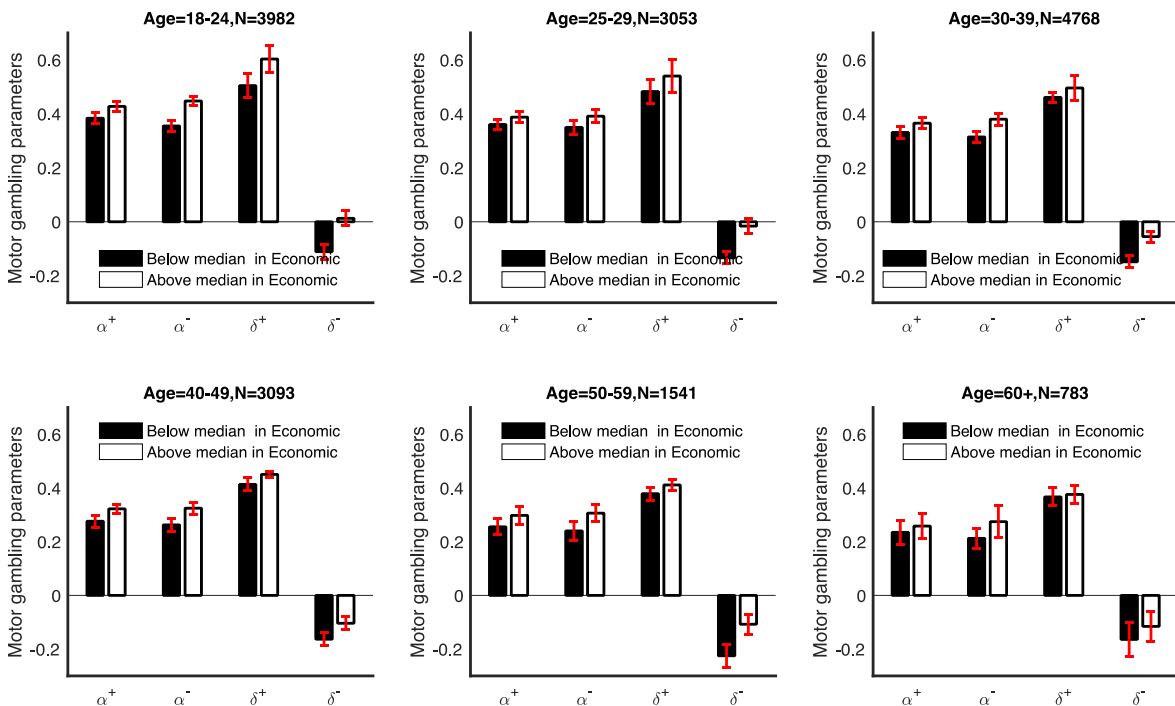 Age=18-24,N=3982
Motor gambling parameters
0.6
0.4
0.2
0
-0.2
Below median in Economic
Above median in Economic
α+
α-
δ+
δ-
Age=25-29,N=3053
Motor gambling parameters
0.6
0.4
0.2
0
-0.2
Below median in Economic
Above median in Economic
α+
α-
δ+
δ-
Age=30-39,N=4768
Motor gambling parameters
0.6
0.4
0.2
0
-0.2
Below median in Economic
Above median in Economic
α+
α-
δ+
δ-
Age=40-49,N=3093
Motor gambling parameters
0.6
0.4
0.2
0
-0.2
Below median in Economic
Above median in Economic
α+
α-
δ+
δ-
Age=50-59,N=1541
Motor gambling parameters
0.6
0.4
0.2
0
-0.2
Below median in Economic
Above median in Economic
α+
α-
δ+
δ-
Age=60+,N=783
Motor gambling parameters
0.6
0.4
0.2
0
-0.2
Below median in Economic
Above median in Economic
α+
α-
δ+
δ-